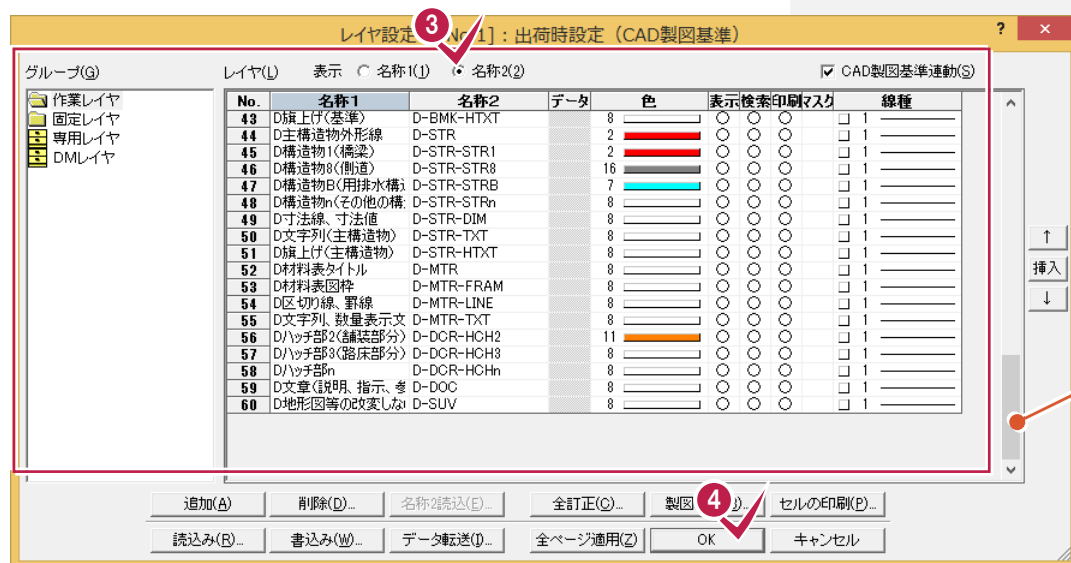 レイヤ設定 No.1]：出荷時設定（CAD製図基準） ? ×
3
グループ(G) レイヤ(L) 表示 名称1(1) 名称2(2) CAD製図基準連動(S)
作業レイヤ
固定レイヤ
専用レイヤ
DMレイヤ
No. 名称1 名称2 データ 色 表示 検索 印刷 マスク 線種
43 D旗上げ(基準) D-BMK-HTXT 8 1
44 D主構造物外形線 D-STR 2 1
45 D構造物1(橋梁) D-STR-STR1 2 1
46 D構造物8(側道) D-STR-STR8 16 1
47 D構造物B(用排水構 D-STR-STRB 7 1
48 D構造物n(その他の構 D-STR-STRn 8 1
49 D寸法線、寸法値 D-STR-DIM 8 1
50 D文字列(主構造物) D-STR-TXT 8 1
51 D旗上げ(主構造物) D-STR-HTXT 8 1
52 D材料表タイトル D-MTR 8 1
53 D材料表図枠 D-MTR-FRAM 8 1
54 D区切り線、罫線 D-MTR-LINE 8 1
55 D文字列、数量表示文 D-MTR-TXT 8 1
56 Dハッチ部2(舗装部分) D-DCR-HCH2 11 1
57 Dハッチ部3(路床部分) D-DCR-HCH3 8 1
58 Dハッチ部n D-DCR-HCHn 8 1
59 D文章(説明、指示、参 D-DOC 8 1
60 D地形図等の改変しな D-SUV 8 1
↑
挿入
↓
追加(A) 削除(D)... 名称2読込(E)... 全訂正(C)... 製図 )... セルの印刷(P)...
4
読込み(R)... 書込み(W)... データ転送(I)... 全ページ適用(Z) OK キャンセル